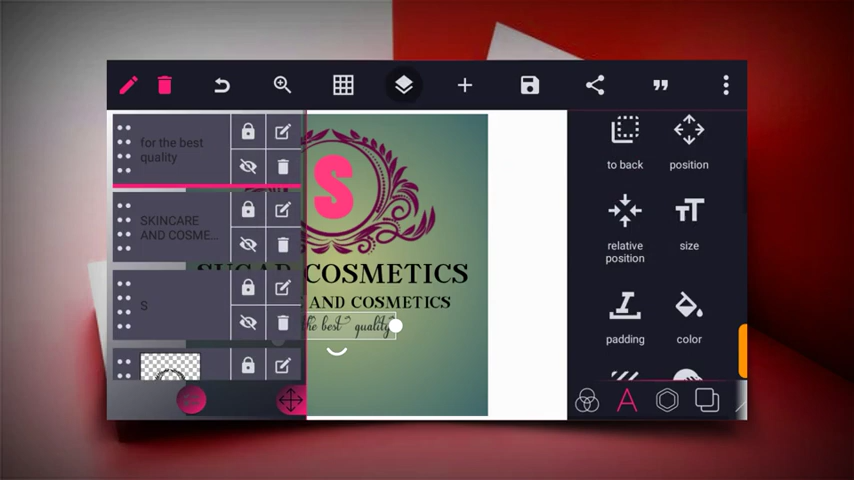 for the best
quality
SKINCARE
AND COSME...
S
S
COSMETICS
AND COSMETICS
the best quality
to back
position
relative
position
size
padding
color